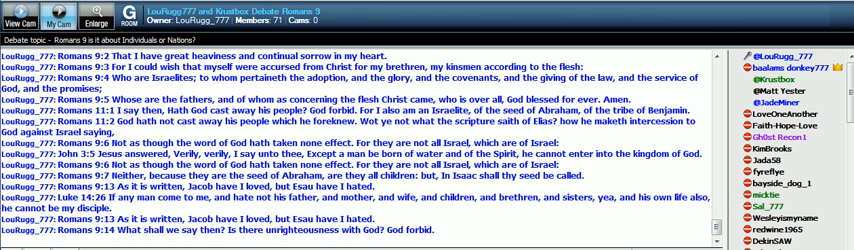 LouRugg777 and Krustbox Debate Romans 9
Owner: LouRugg_777 | Members: 71 | Cams: 0
View Cam
My Cam
Enlarge
G
ROOM
Debate topic - Romans 9 is it about Individuals or Nations?
LouRugg_777: Romans 9:2 That I have great heaviness and continual sorrow in my heart.
LouRugg_777: Romans 9:3 For I could wish that myself were accursed from Christ for my brethren, my kinsmen according to the flesh:
LouRugg_777: Romans 9:4 Who are Israelites; to whom pertaineth the adoption, and the glory, and the covenants, and the giving of the law, and the service of
God, and the promises;
LouRugg_777: Romans 9:5 Whose are the fathers, and of whom as concerning the flesh Christ came, who is over all, God blessed for ever. Amen.
LouRugg_777: Romans 11:1 I say then, Hath God cast away his people? God forbid. For I also am an Israelite, of the seed of Abraham, of the tribe of Benjamin.
LouRugg_777: Romans 11:2 God hath not cast away his people which he foreknew. Wot ye not what the scripture saith of Elias? how he maketh intercession to
God against Israel saying,
LouRugg_777: Romans 9:6 Not as though the word of God hath taken none effect. For they are not all Israel, which are of Israel:
LouRugg_777: John 3:5 Jesus answered, Verily, verily, I say unto thee, Except a man be born of water and of the Spirit, he cannot enter into the kingdom of God.
LouRugg_777: Romans 9:6 Not as though the word of God hath taken none effect. For they are not all Israel, which are of Israel:
LouRugg_777: Romans 9:7 Neither, because they are the seed of Abraham, are they all children: but, In Isaac shall thy seed be called.
LouRugg_777: Romans 9:13 As it is written, Jacob have I loved, but Esau have I hated.
LouRugg_777: Luke 14:26 If any man come to me, and hate not his father, and mother, and wife, and children, and brethren, and sisters, yea, and his own life also,
he cannot be my disciple.
LouRugg_777: Romans 9:13 As it is written, Jacob have I loved, but Esau have I hated.
LouRugg_777: Romans 9:14 What shall we say then? Is there unrighteousness with God? God forbid.
@LouRugg_777
baalams donkey777
@Krustbox
@Matt Yester
@JadeMiner
LoveOneAnother
Faith-Hope-Love
Gh0st Recon1
KimBrooks
JadaS8
fyreflye
bayside_dog_1
micktie
Sal_777
Wesleyismyname
redwine1965
DekinSAW